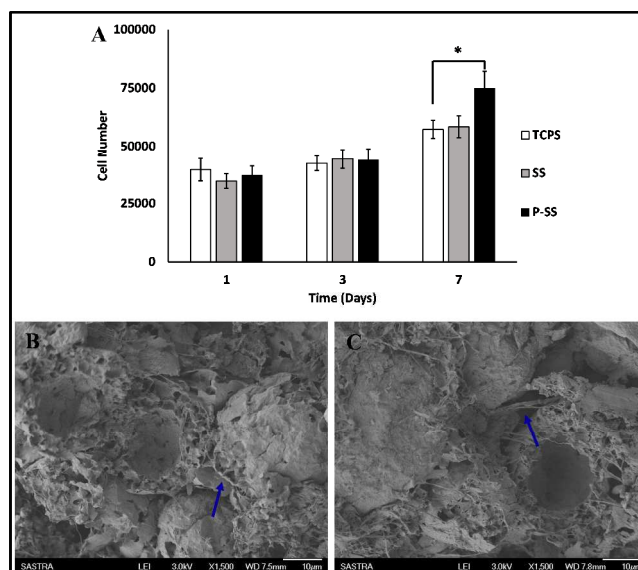 A
100000
75000
50000
25000
0
Cell Number
*
TCPS
SS
P-SS
1 3 7
Time (Days)
B
C
SASTRA LEI 3.0kV X1,500 WD 7.5mm 10μm
SASTRA LEI 3.0kV X1,500 WD 7.8mm 10μm